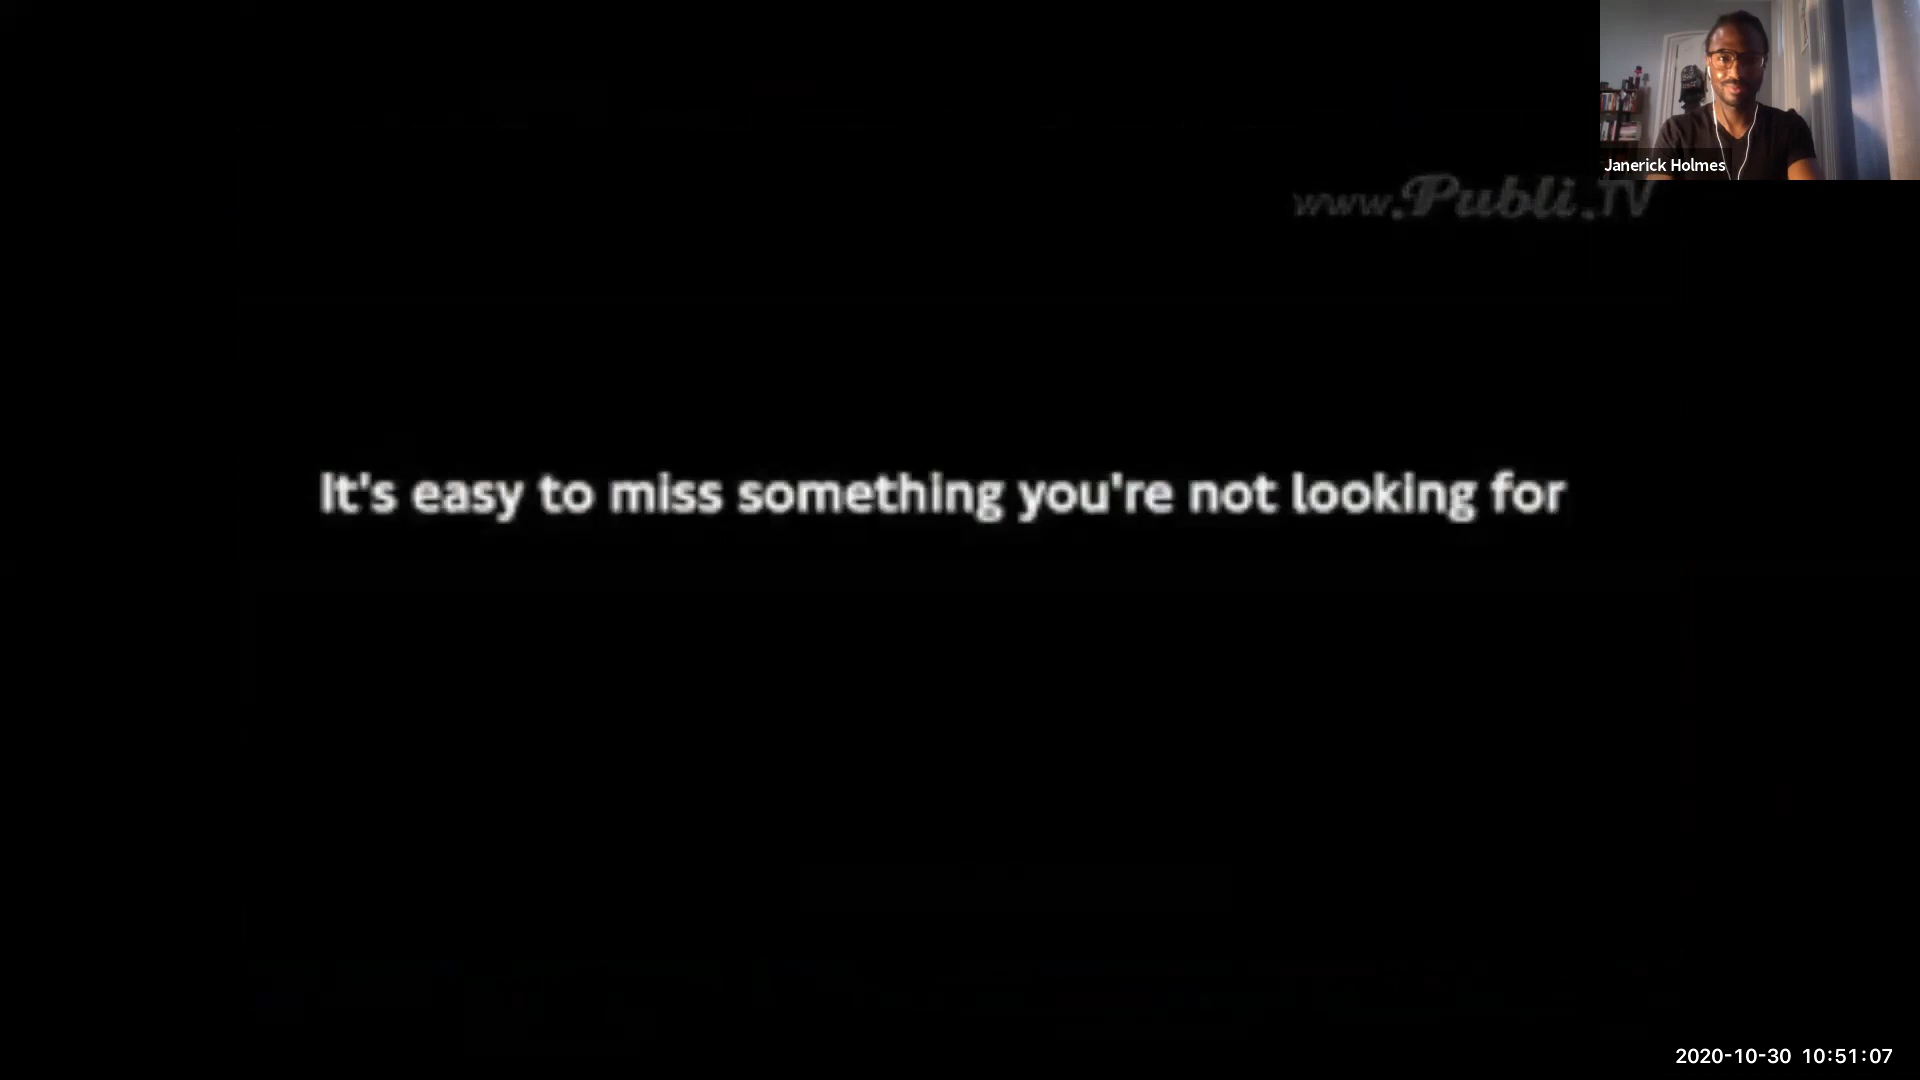 Janerick Holmes
www.Publi.TV
It's easy to miss something you're not looking for
2020-10-30 10:51:07